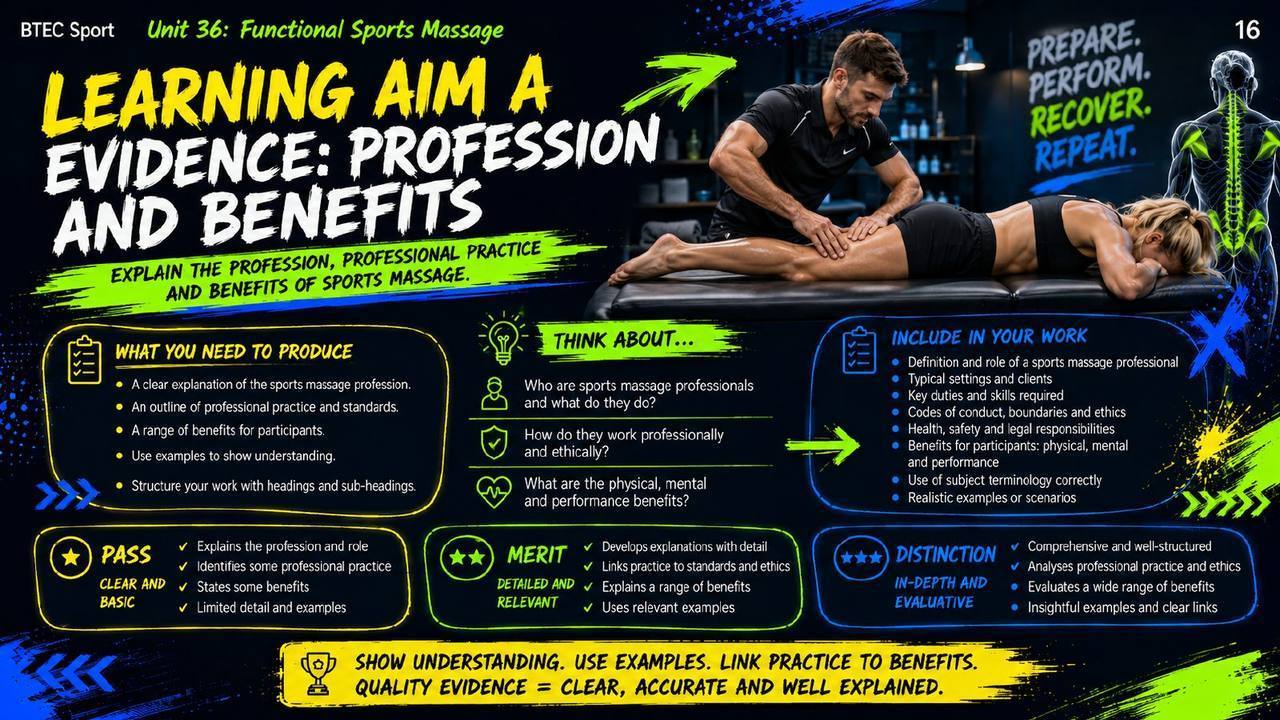 BTEC Sport
Unit 36: Functional Sports Massage
16
LEARNING AIM A
EVIDENCE: PROFESSION
AND BENEFITS
EXPLAIN THE PROFESSION, PROFESSIONAL PRACTICE
AND BENEFITS OF SPORTS MASSAGE.
PREPARE.
PERFORM.
RECOVER.
REPEAT.
WHAT YOU NEED TO PRODUCE
A clear explanation of the sports massage profession.
An outline of professional practice and standards.
A range of benefits for participants.
Use examples to show understanding.
Structure your work with headings and sub-headings.
THINK ABOUT...
Who are sports massage professionals
and what do they do?
How do they work professionally
and ethically?
What are the physical, mental
and performance benefits?
INCLUDE IN YOUR WORK
Definition and role of a sports massage professional
Typical settings and clients
Key duties and skills required
Codes of conduct, boundaries and ethics
Health, safety and legal responsibilities
Benefits for participants: physical, mental
and performance
Use of subject terminology correctly
Realistic examples or scenarios
PASS
CLEAR AND
BASIC
Explains the profession and role
Identifies some professional practice
States some benefits
Limited detail and examples
MERIT
DETAILED AND
RELEVANT
Develops explanations with detail
Links practice to standards and ethics
Explains a range of benefits
Uses relevant examples
DISTINCTION
IN-DEPTH AND
EVALUATIVE
Comprehensive and well-structured
Analyses professional practice and ethics
Evaluates a wide range of benefits
Insightful examples and clear links
SHOW UNDERSTANDING. USE EXAMPLES. LINK PRACTICE TO BENEFITS.
QUALITY EVIDENCE = CLEAR, ACCURATE AND WELL EXPLAINED.